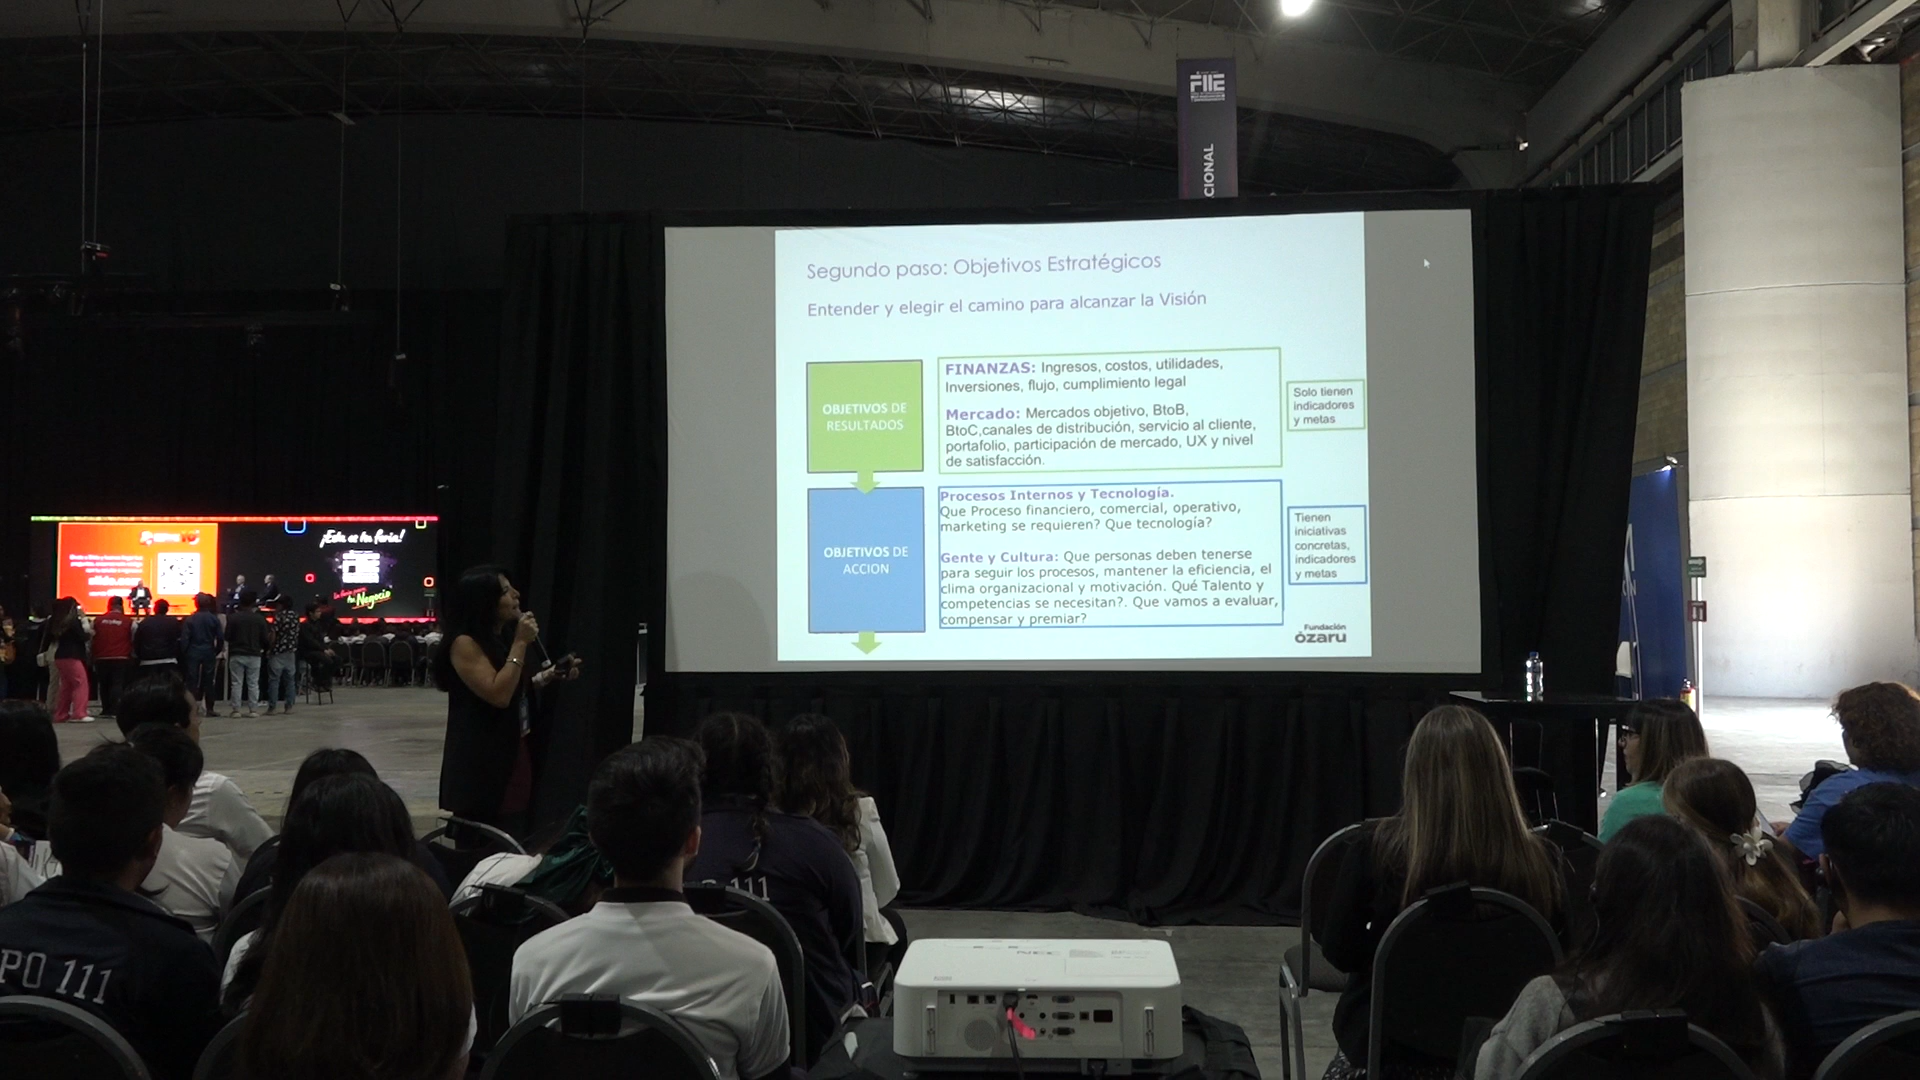 FIIE
CIONAL
Segundo paso: Objetivos Estratégicos
Entender y elegir el camino para alcanzar la Visión
OBJETIVOS DE
RESULTADOS
FINANZAS: Ingresos, costos, utilidades,
Inversiones, flujo, cumplimiento legal
Mercado: Mercados objetivo, BtoB,
BtoC,canales de distribución, servicio al cliente,
portafolio, participación de mercado, UX y nivel
de satisfacción.
Solo tienen
indicadores
y metas
OBJETIVOS DE
ACCION
Procesos Internos y Tecnología.
Que Proceso financiero, comercial, operativo,
marketing se requieren? Que tecnología?
Gente y Cultura: Que personas deben tenerse
para seguir los procesos, mantener la eficiencia, el
clima organizacional y motivación. Qué Talento y
competencias se necesitan?. Que vamos a evaluar,
compensar y premiar?
Tienen
iniciativas
concretas,
indicadores
y metas
Fundación
özaru
¡Esta es tu feria!
Negocio
PO 111
111
NEC